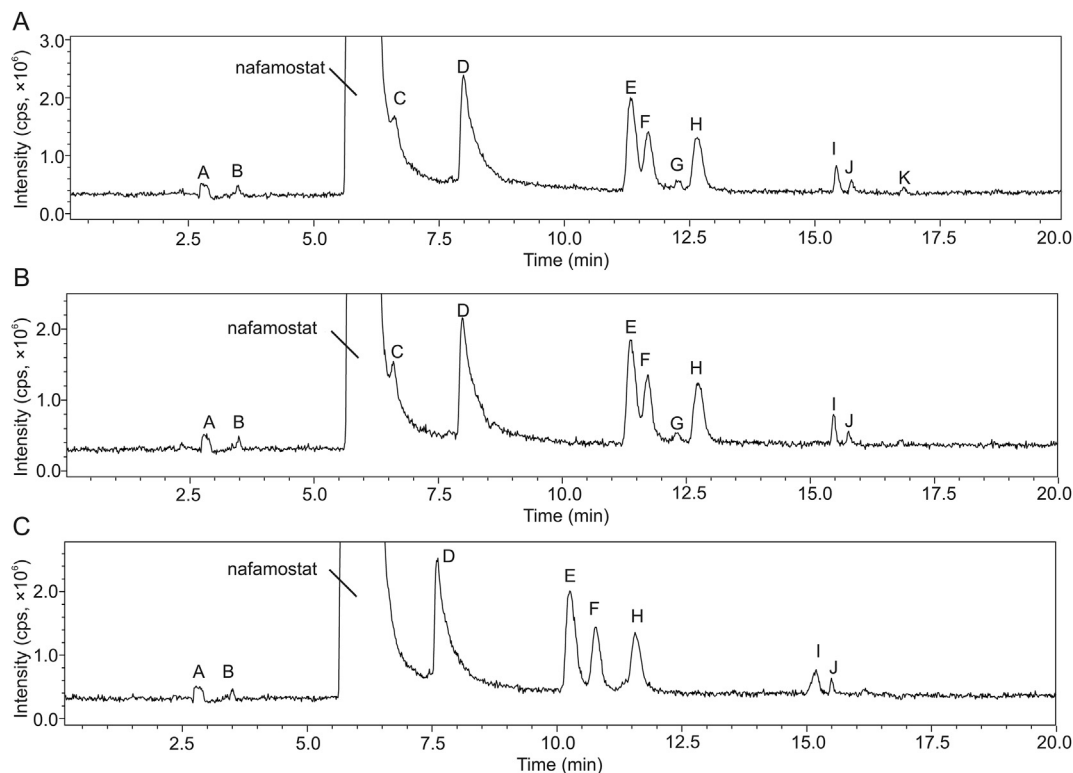 A
Intensity (cps, ×10⁶)
3.0
2.0
1.0
0.0
nafamostat
A
B
C
D
E
F
G
H
I
J
K
2.5 5.0 7.5 10.0 12.5 15.0 17.5 20.0
Time (min)
B
Intensity (cps, ×10⁶)
2.0
1.0
0.0
nafamostat
A
B
C
D
E
F
G
H
I
J
2.5 5.0 7.5 10.0 12.5 15.0 17.5 20.0
Time (min)
C
Intensity (cps, ×10⁶)
2.0
1.0
0.0
nafamostat
A
B
D
E
F
H
I
J
2.5 5.0 7.5 10.0 12.5 15.0 17.5 20.0
Time (min)